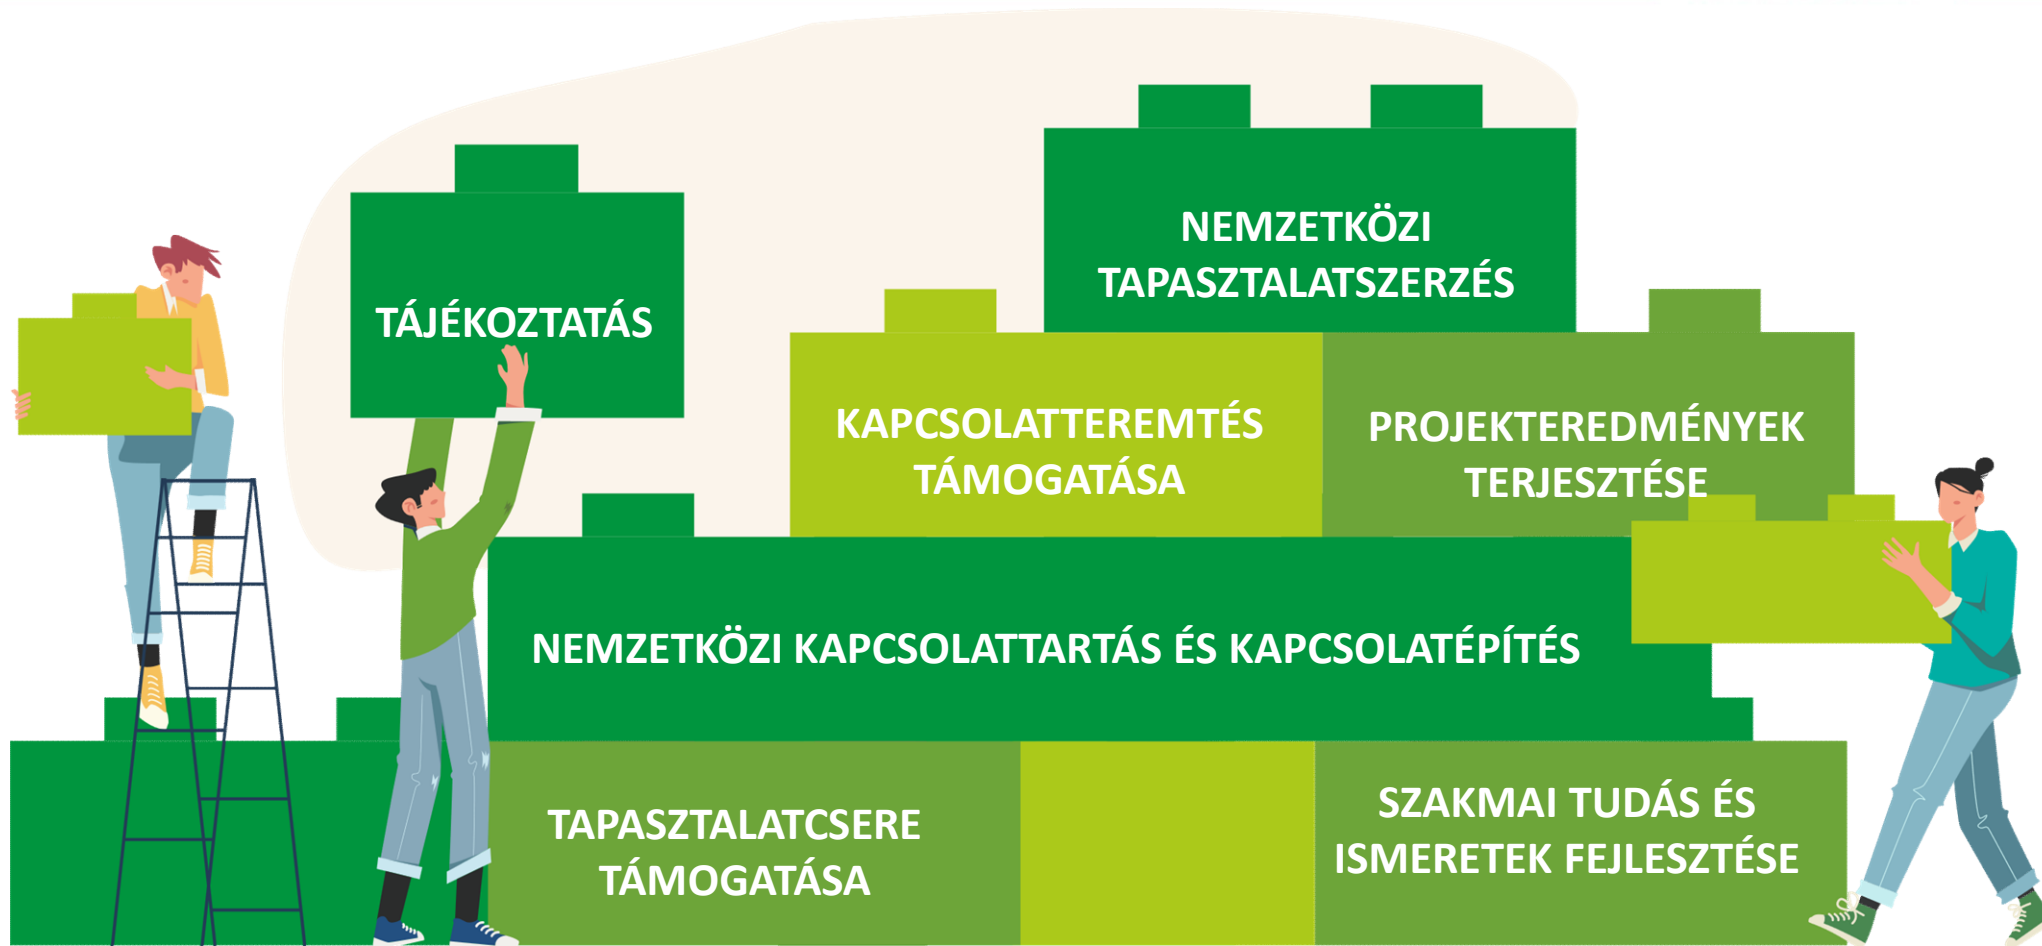 TÁJÉKOZTATÁS
NEMZETKÖZI
TAPASZTALATSZERZÉS
KAPCSOLATTEREMTÉS
TÁMOGATÁSA
PROJEKTEREDMÉNYEK
TERJESZTÉSE
NEMZETKÖZI KAPCSOLATTARTÁS ÉS KAPCSOLATÉPÍTÉS
TAPASZTALATCSERE
TÁMOGATÁSA
SZAKMAI TUDÁS ÉS
ISMERETEK FEJLESZTÉSE